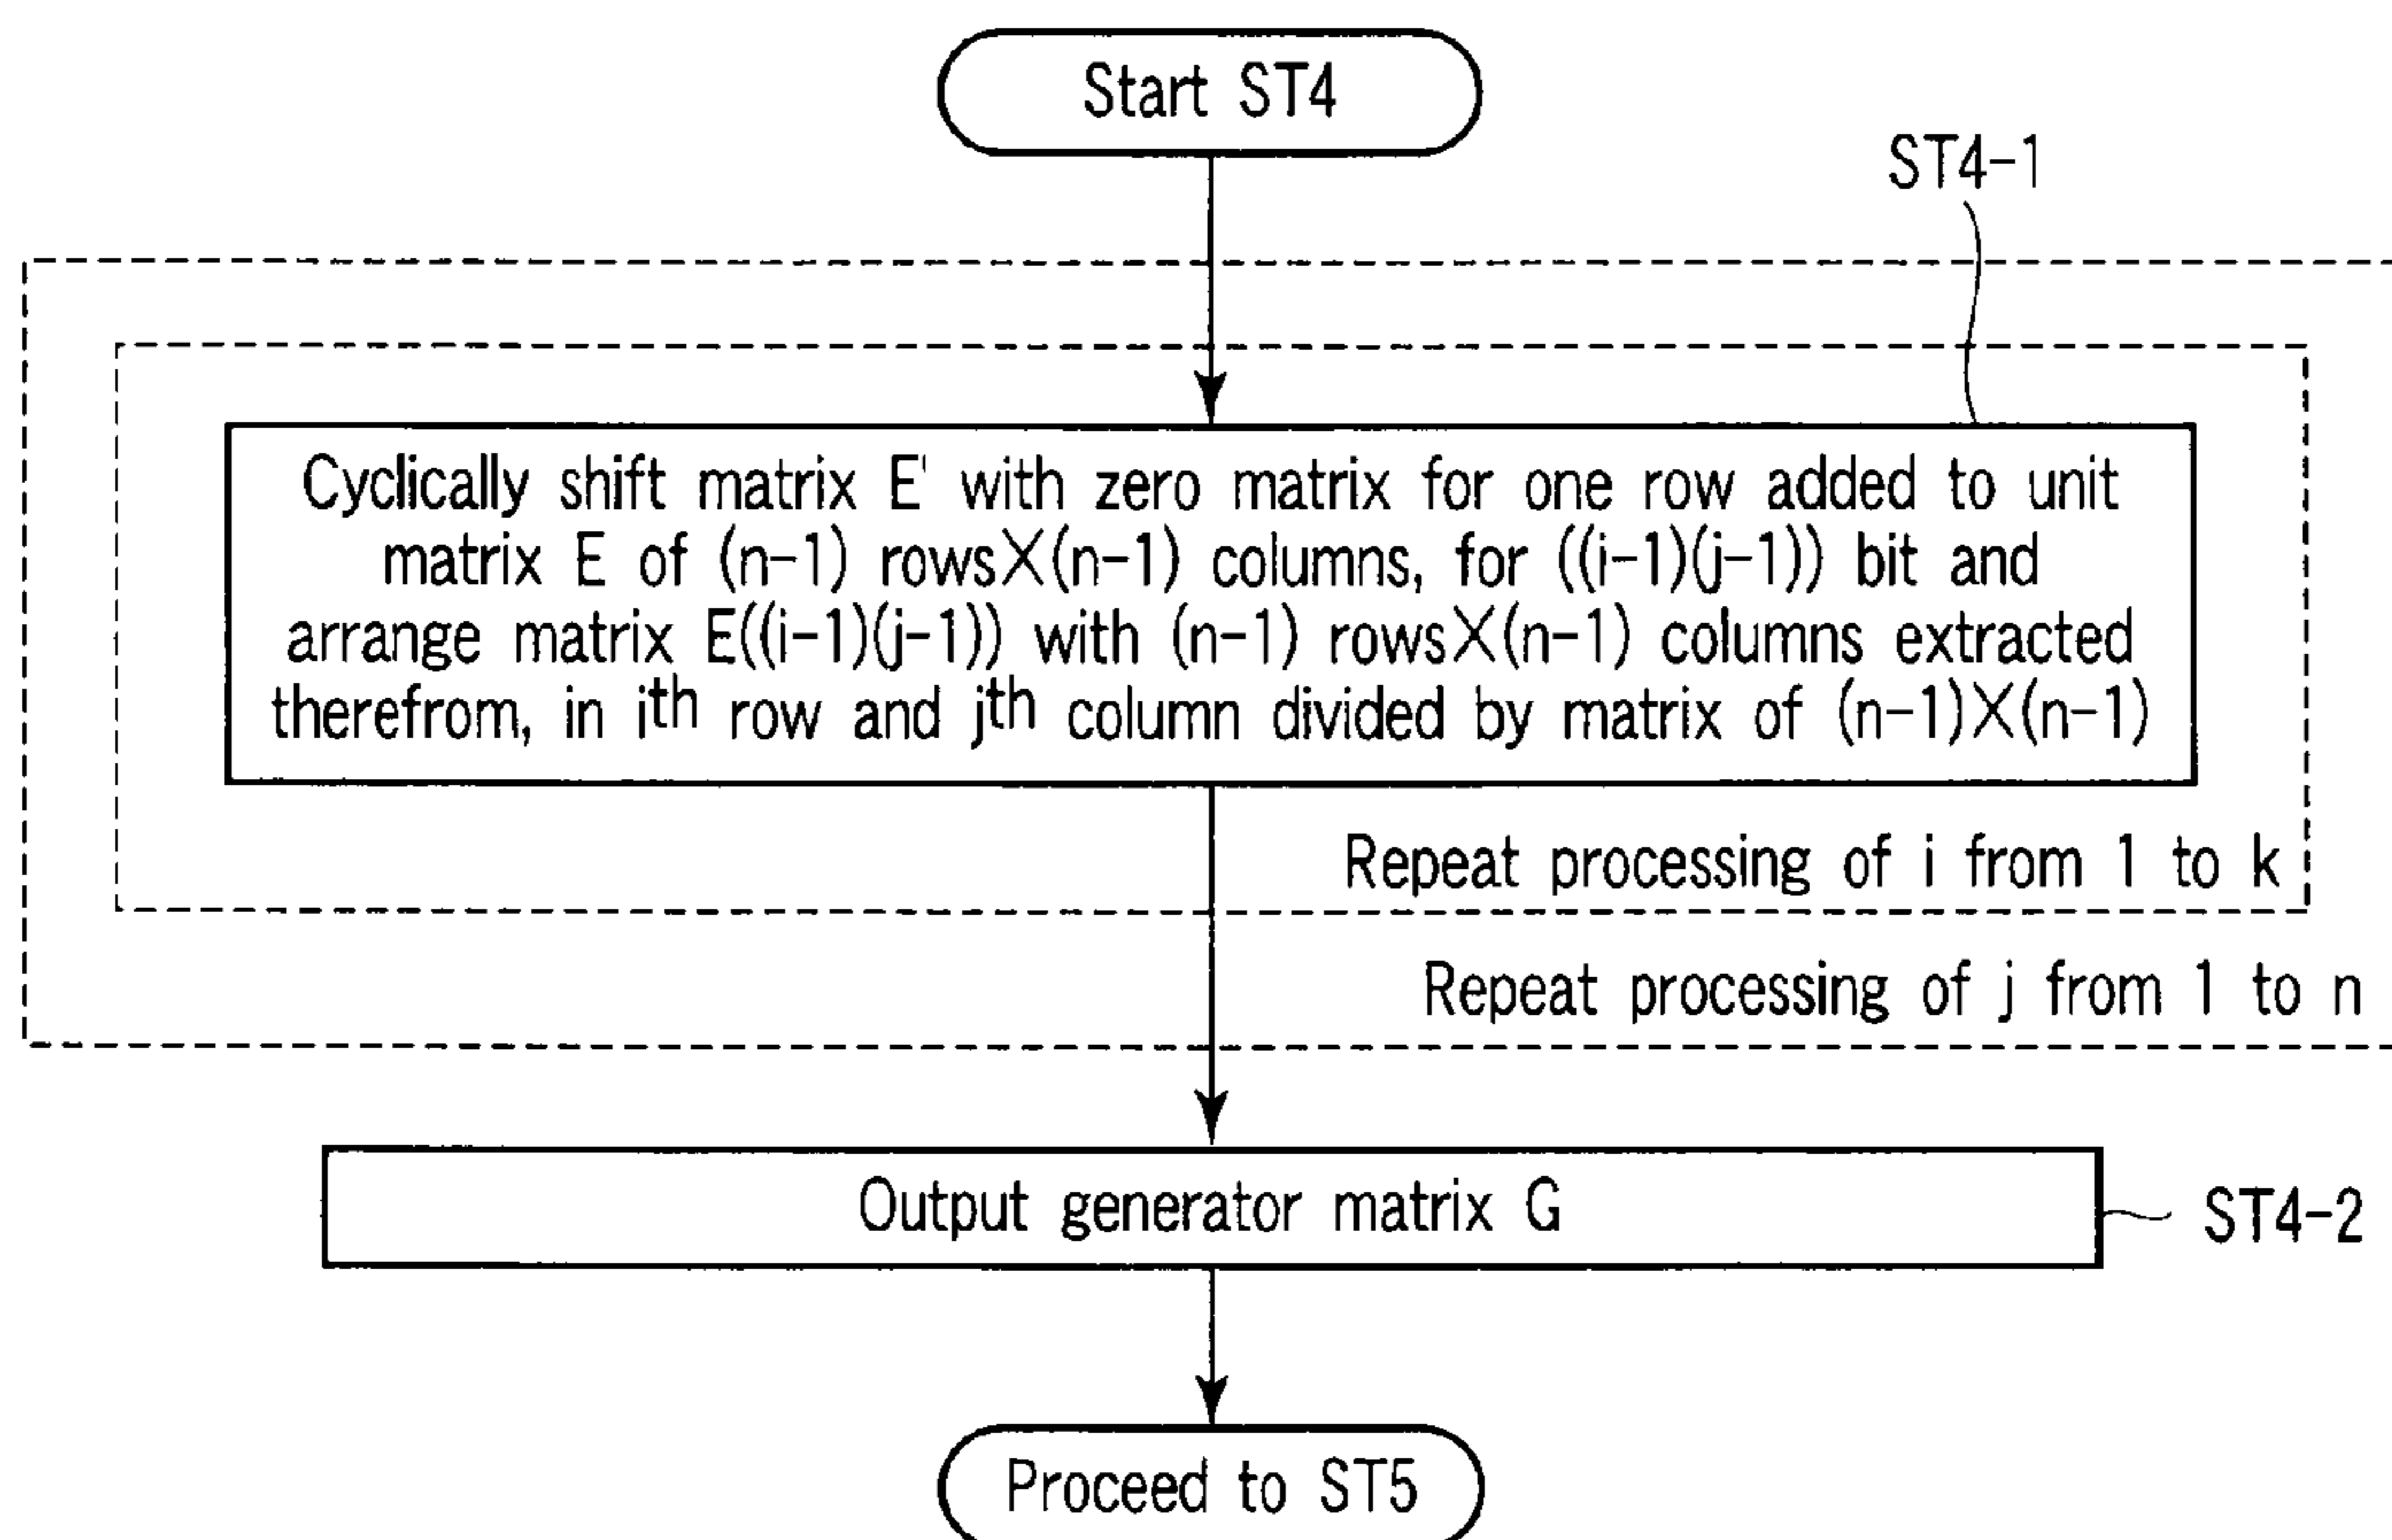 Start ST4
ST4-1
Cyclically shift matrix E' with zero matrix for one row added to unit
matrix E of (n-1) rows×(n-1) columns, for ((i-1)(j-1)) bit and
arrange matrix E((i-1)(j-1)) with (n-1) rows×(n-1) columns extracted
therefrom, in ith row and jth column divided by matrix of (n-1)×(n-1)
Repeat processing of i from 1 to k
Repeat processing of j from 1 to n
Output generator matrix G
ST4-2
Proceed to ST5